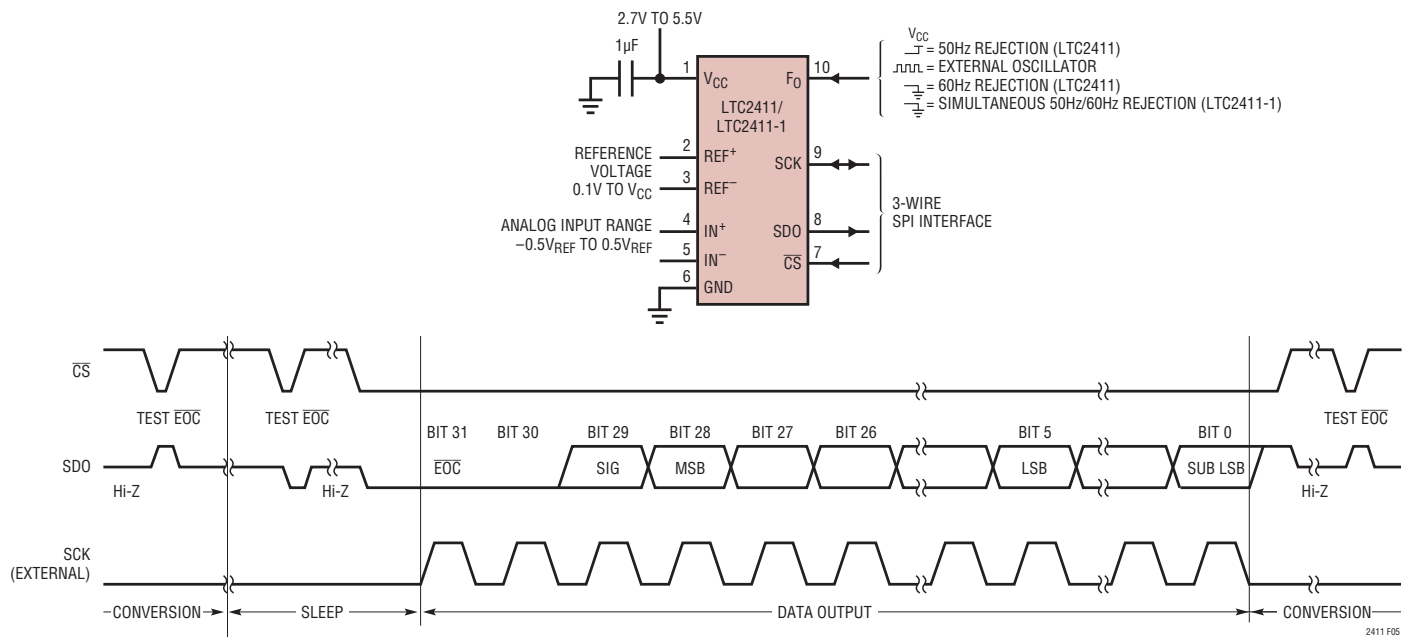 2.7V TO 5.5V
1µF
1
VCC
LTC2411/
LTC2411-1
FO
10
VCC
= 50Hz REJECTION (LTC2411)
= EXTERNAL OSCILLATOR
= 60Hz REJECTION (LTC2411)
= SIMULTANEOUS 50Hz/60Hz REJECTION (LTC2411-1)
REFERENCE
VOLTAGE
0.1V TO VCC
2
REF+
3
REF–
SCK
9
ANALOG INPUT RANGE
–0.5VREF TO 0.5VREF
4
IN+
5
IN–
6
GND
SDO
8
CS
7
3-WIRE
SPI INTERFACE
CS
TEST EOC
TEST EOC
TEST EOC
BIT 31
BIT 30
BIT 29
BIT 28
BIT 27
BIT 26
BIT 5
BIT 0
SDO
EOC
SIG
MSB
LSB
SUB LSB
Hi-Z
Hi-Z
Hi-Z
SCK
(EXTERNAL)
CONVERSION
SLEEP
DATA OUTPUT
CONVERSION
2411 F05